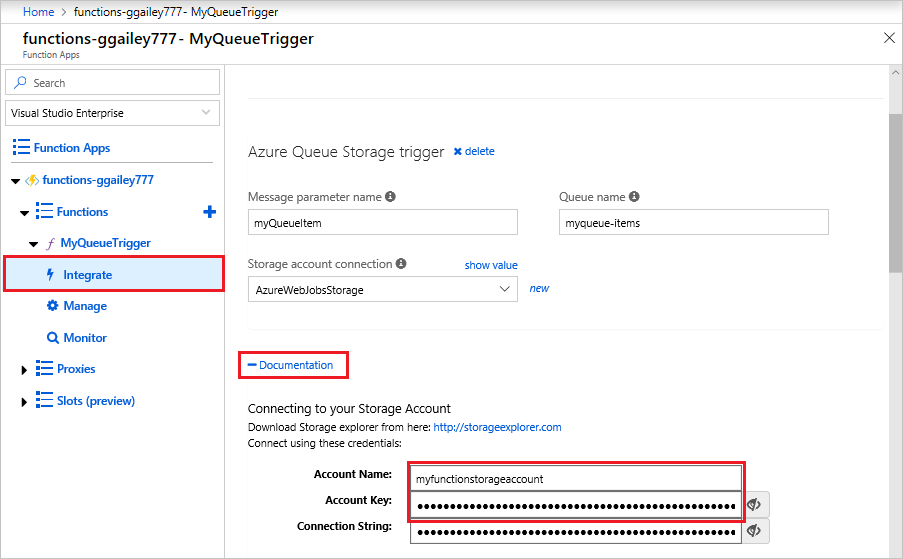 Home > functions-ggailey777 - MyQueueTrigger
functions-ggailey777 - MyQueueTrigger
Function Apps
Search
Visual Studio Enterprise
Function Apps
functions-ggailey777
Functions
MyQueueTrigger
Integrate
Manage
Monitor
Proxies
Slots (preview)
Azure Queue Storage trigger delete
Message parameter name Queue name
myQueueItem myqueue-items
Storage account connection show value
AzureWebJobsStorage new
Documentation
Connecting to your Storage Account
Download Storage explorer from here: http://storageexplorer.com
Connect using these credentials:
Account Name: myfunctionstorageaccount
Account Key:
Connection String: